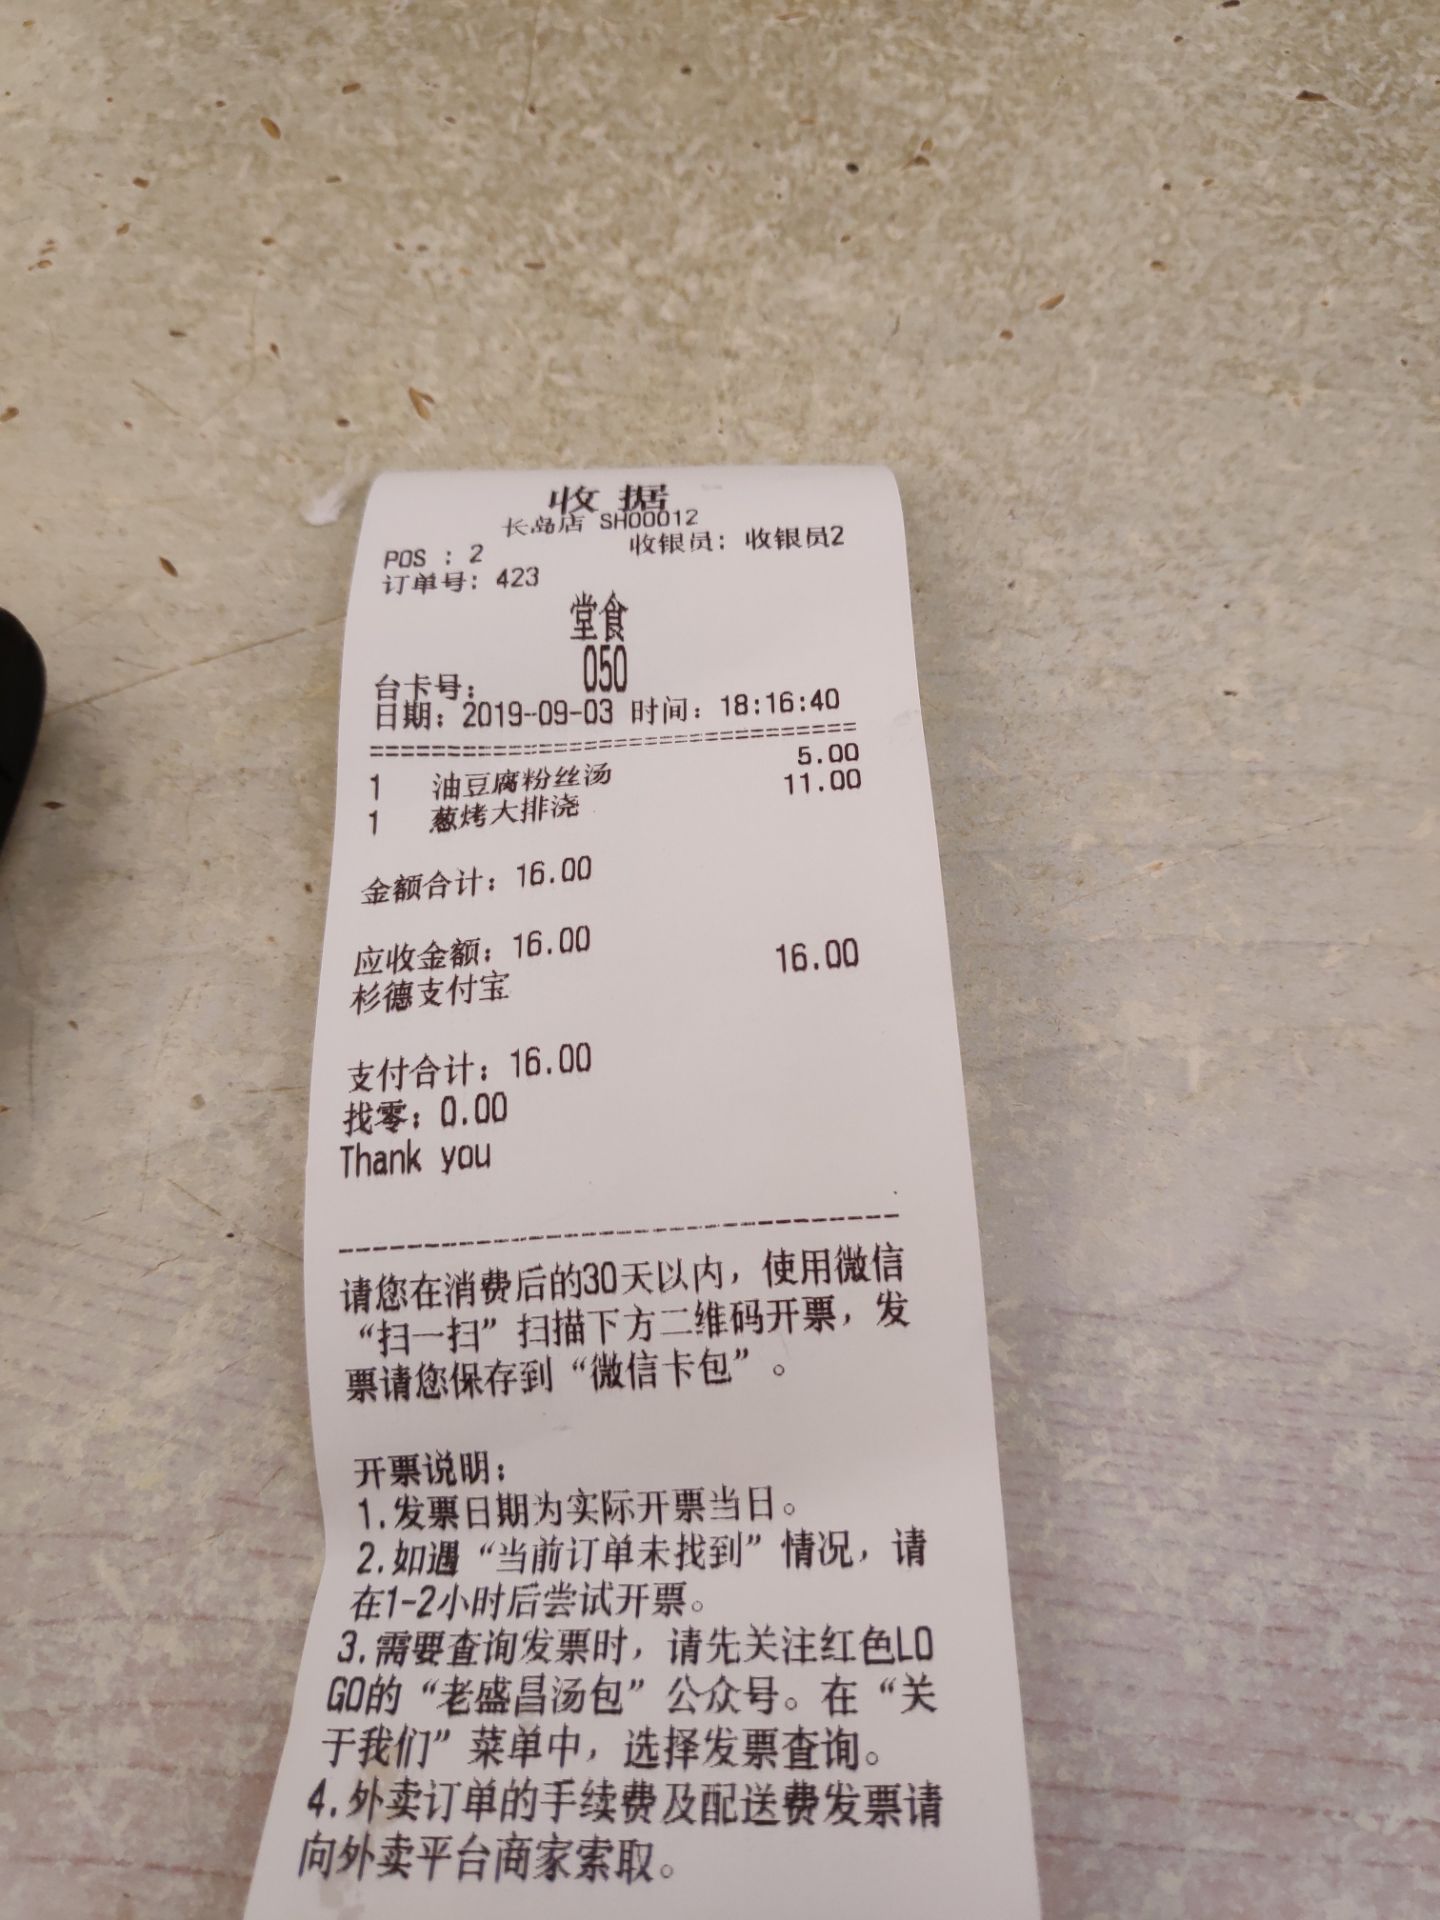 收据
长岛店 SH00012
POS : 2 收银员: 收银员2
订单号: 423
堂食
台卡号: 050
日期: 2019-09-03 时间: 18:16:40
================================
1 油豆腐粉丝汤 5.00
1 葱烤大排浇 11.00
金额合计: 16.00
应收金额: 16.00
杉德支付宝 16.00
支付合计: 16.00
找零: 0.00
Thank you
--------------------------------
请您在消费后的30天以内，使用微信
“扫一扫”扫描下方二维码开票，发
票请您保存到“微信卡包”。
开票说明:
1.发票日期为实际开票当日。
2.如遇“当前订单未找到”情况，请
在1-2小时后尝试开票。
3.需要查询发票时，请先关注红色LO
GO的“老盛昌汤包”公众号。在“关
于我们”菜单中，选择发票查询。
4.外卖订单的手续费及配送费发票请
向外卖平台商家索取。